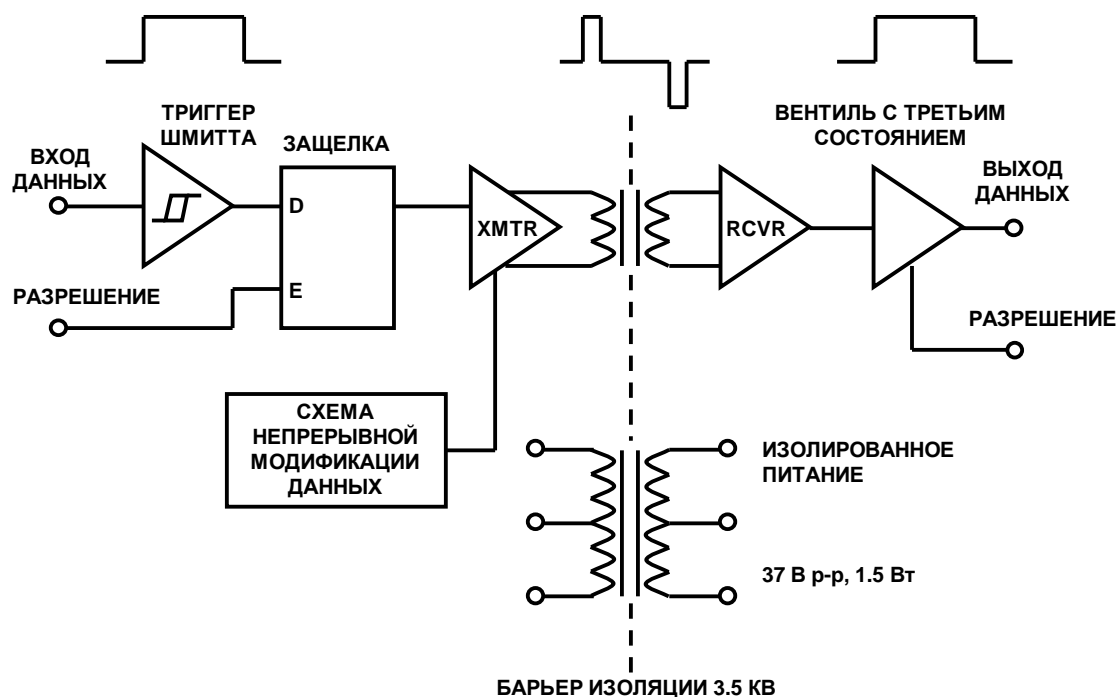 ТРИГГЕР
ШМИТТА
ЗАЩЕЛКА
ВЕНТИЛЬ С ТРЕТЬИМ
СОСТОЯНИЕМ
ВХОД
ДАННЫХ
ВЫХОД
ДАННЫХ
D
XMTR
RCVR
E
РАЗРЕШЕНИЕ
РАЗРЕШЕНИЕ
СХЕМА
НЕПРЕРЫВНОЙ
МОДИФИКАЦИИ
ДАННЫХ
ИЗОЛИРОВАННОЕ
ПИТАНИЕ
37 В p-p, 1.5 Вт
БАРЬЕР ИЗОЛЯЦИИ 3.5 КВ